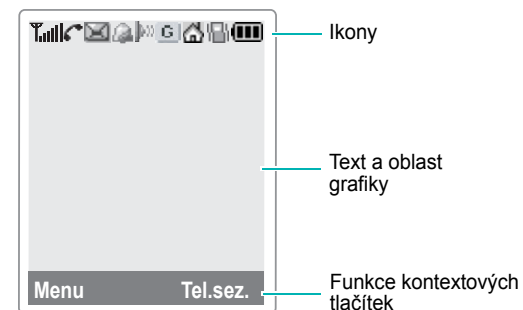 G
Ikony
Text a oblast
grafiky
Menu Tel.sez.
Funkce kontextových
tlačítek